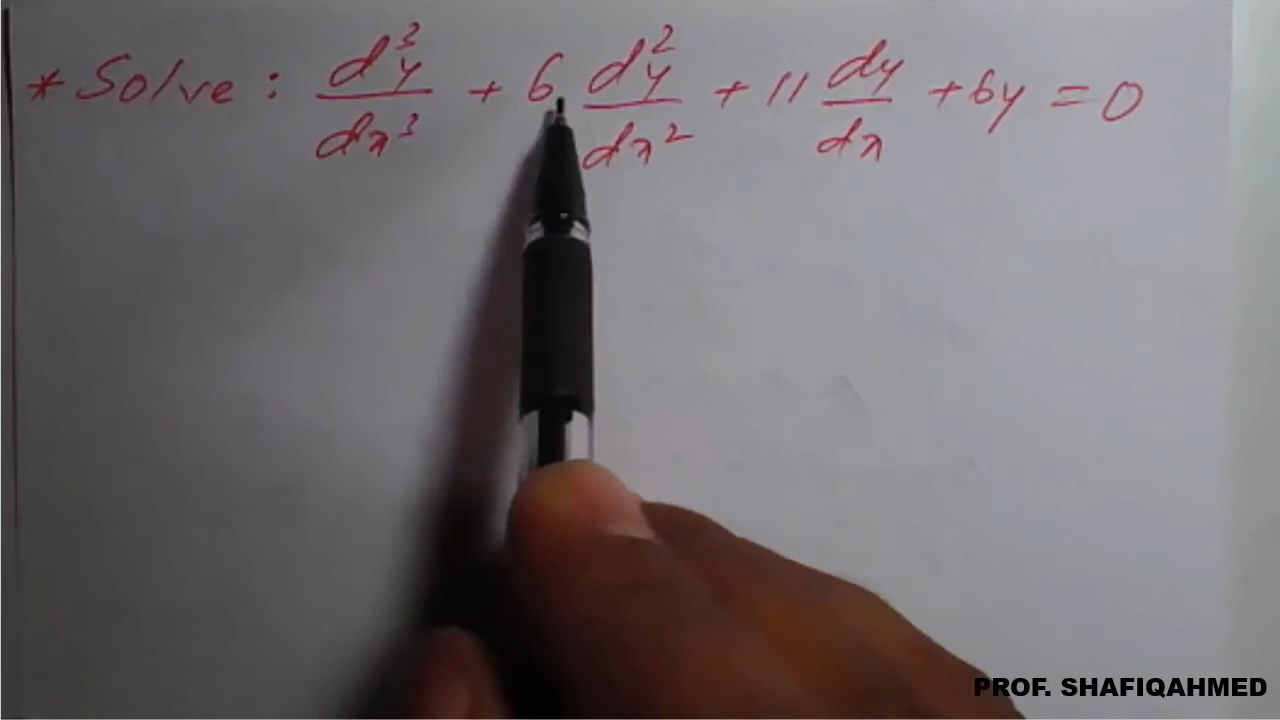 * Solve : d³y/dx³ + 6 d²y/dx² + 11 dy/dx + 6y = 0
PROF. SHAFIQAHMED